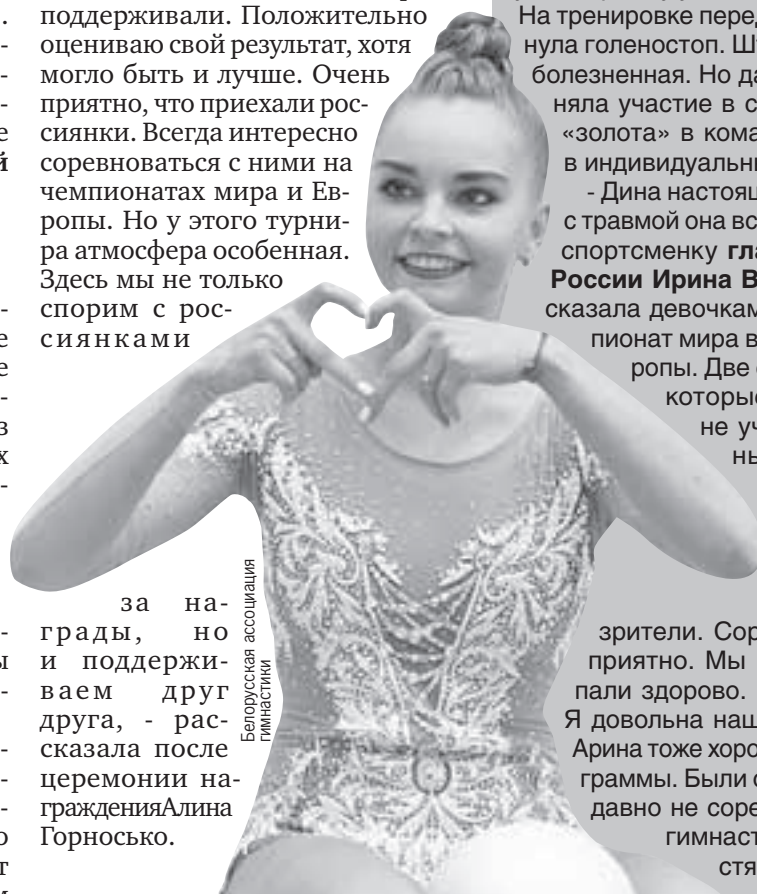 поддерживали. Положительно
оцениваю свой результат, хотя
могло быть и лучше. Очень
приятно, что приехали рос-
сиянки. Всегда интересно
соревноваться с ними на
чемпионатах мира и Ев-
ропы. Но у этого турни-
ра атмосфера особенная.
Здесь мы не только
спорим с рос-
сиянками
за на-
грады, но
и поддержи-
ваем друг
друга, - рас-
сказала после
церемонии на-
гражденияАлина
Горносько.
Белорусская ассоциация
гимнастики
На тренировке перед
нула голеностоп. Шт
болезненная. Но да
няла участие в с
«золота» в кома
в индивидуальн
- Дина настоящ
с травмой она вс
спортсменку гла
России Ирина В
сказала девочкам
пионат мира в
ропы. Две
которые
не уч
ны
зрители. Сор
приятно. Мы
пали здорово.
Я довольна наш
Арина тоже хоро
граммы. Были с
давно не соре
гимнаст
стя